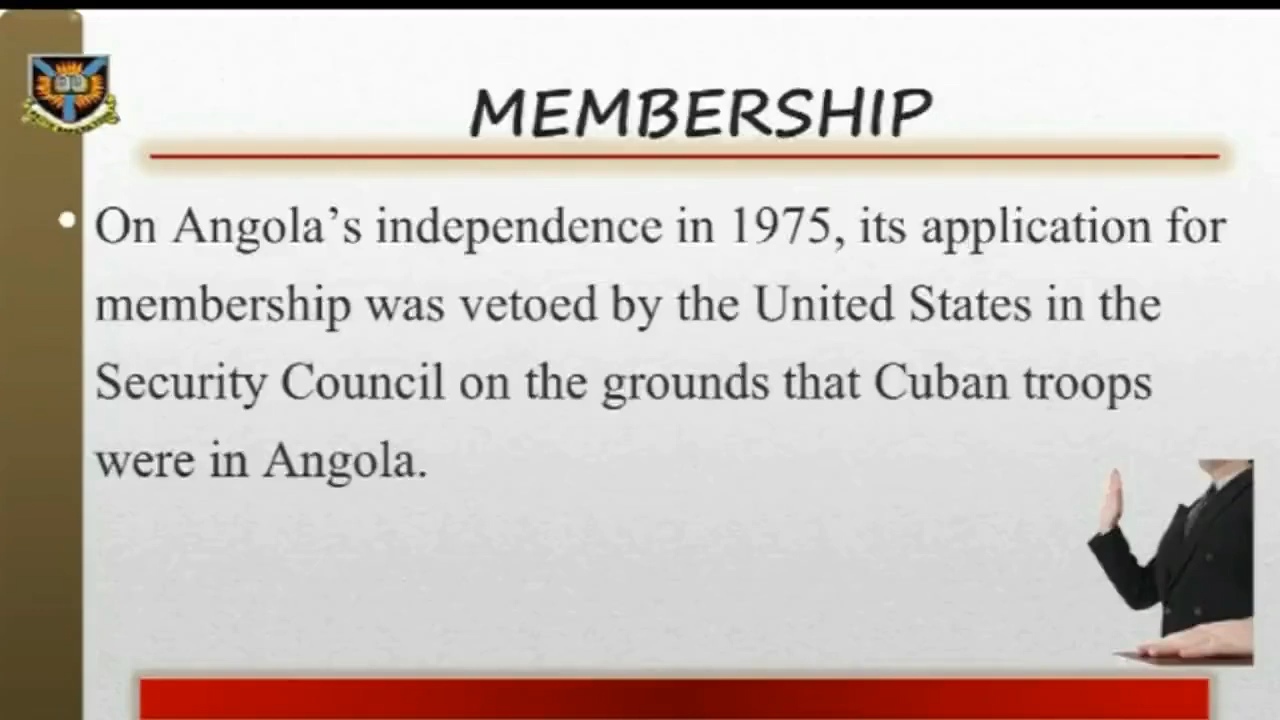 MEMBERSHIP
• On Angola’s independence in 1975, its application for
membership was vetoed by the United States in the
Security Council on the grounds that Cuban troops
were in Angola.